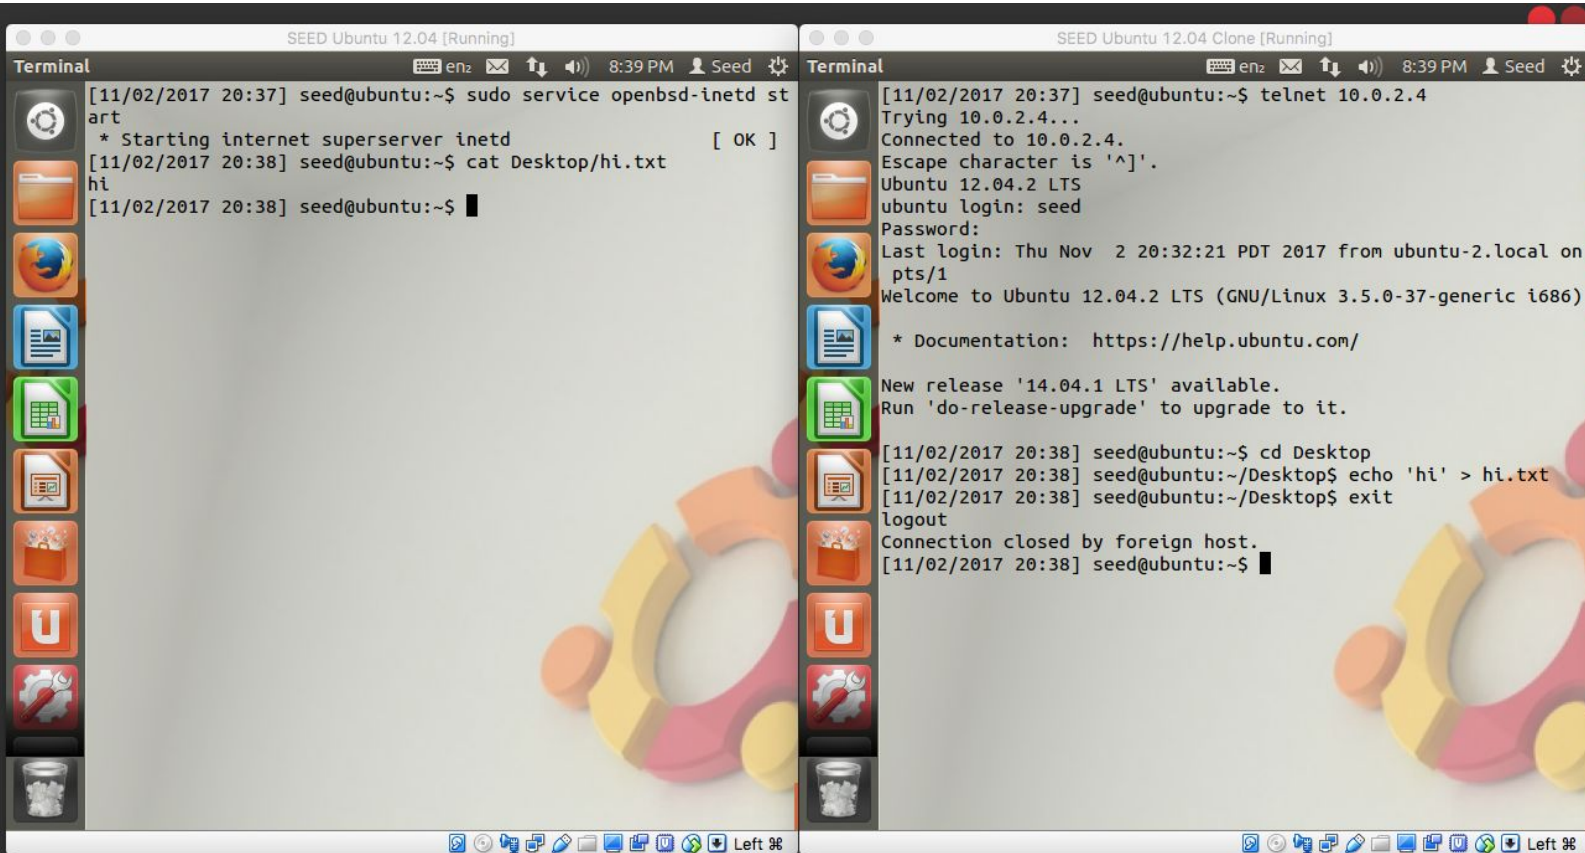 SEED Ubuntu 12.04 [Running]
Terminal en2 8:39 PM Seed
[11/02/2017 20:37] seed@ubuntu:~$ sudo service openbsd-inetd st
art
 * Starting internet superserver inetd [ OK ]
[11/02/2017 20:38] seed@ubuntu:~$ cat Desktop/hi.txt
hi
[11/02/2017 20:38] seed@ubuntu:~$
Left ⌘
SEED Ubuntu 12.04 Clone [Running]
Terminal en2 8:39 PM Seed
[11/02/2017 20:37] seed@ubuntu:~$ telnet 10.0.2.4
Trying 10.0.2.4...
Connected to 10.0.2.4.
Escape character is '^]'.
Ubuntu 12.04.2 LTS
ubuntu login: seed
Password:
Last login: Thu Nov  2 20:32:21 PDT 2017 from ubuntu-2.local on
 pts/1
Welcome to Ubuntu 12.04.2 LTS (GNU/Linux 3.5.0-37-generic i686)
 * Documentation:  https://help.ubuntu.com/
New release '14.04.1 LTS' available.
Run 'do-release-upgrade' to upgrade to it.
[11/02/2017 20:38] seed@ubuntu:~$ cd Desktop
[11/02/2017 20:38] seed@ubuntu:~/Desktop$ echo 'hi' > hi.txt
[11/02/2017 20:38] seed@ubuntu:~/Desktop$ exit
logout
Connection closed by foreign host.
[11/02/2017 20:38] seed@ubuntu:~$
Left ⌘